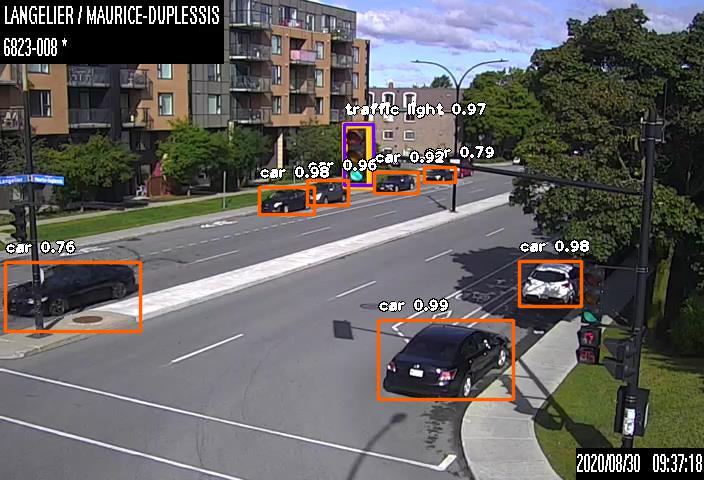 LANGELIER / MAURICE-DUPLESSIS
6823-008 *
traffic light 0.97
car 0.98
car 0.96
car 0.92
car 0.79
Langelier
car 0.76
car 0.98
car 0.99
2020/08/30 09:37:18